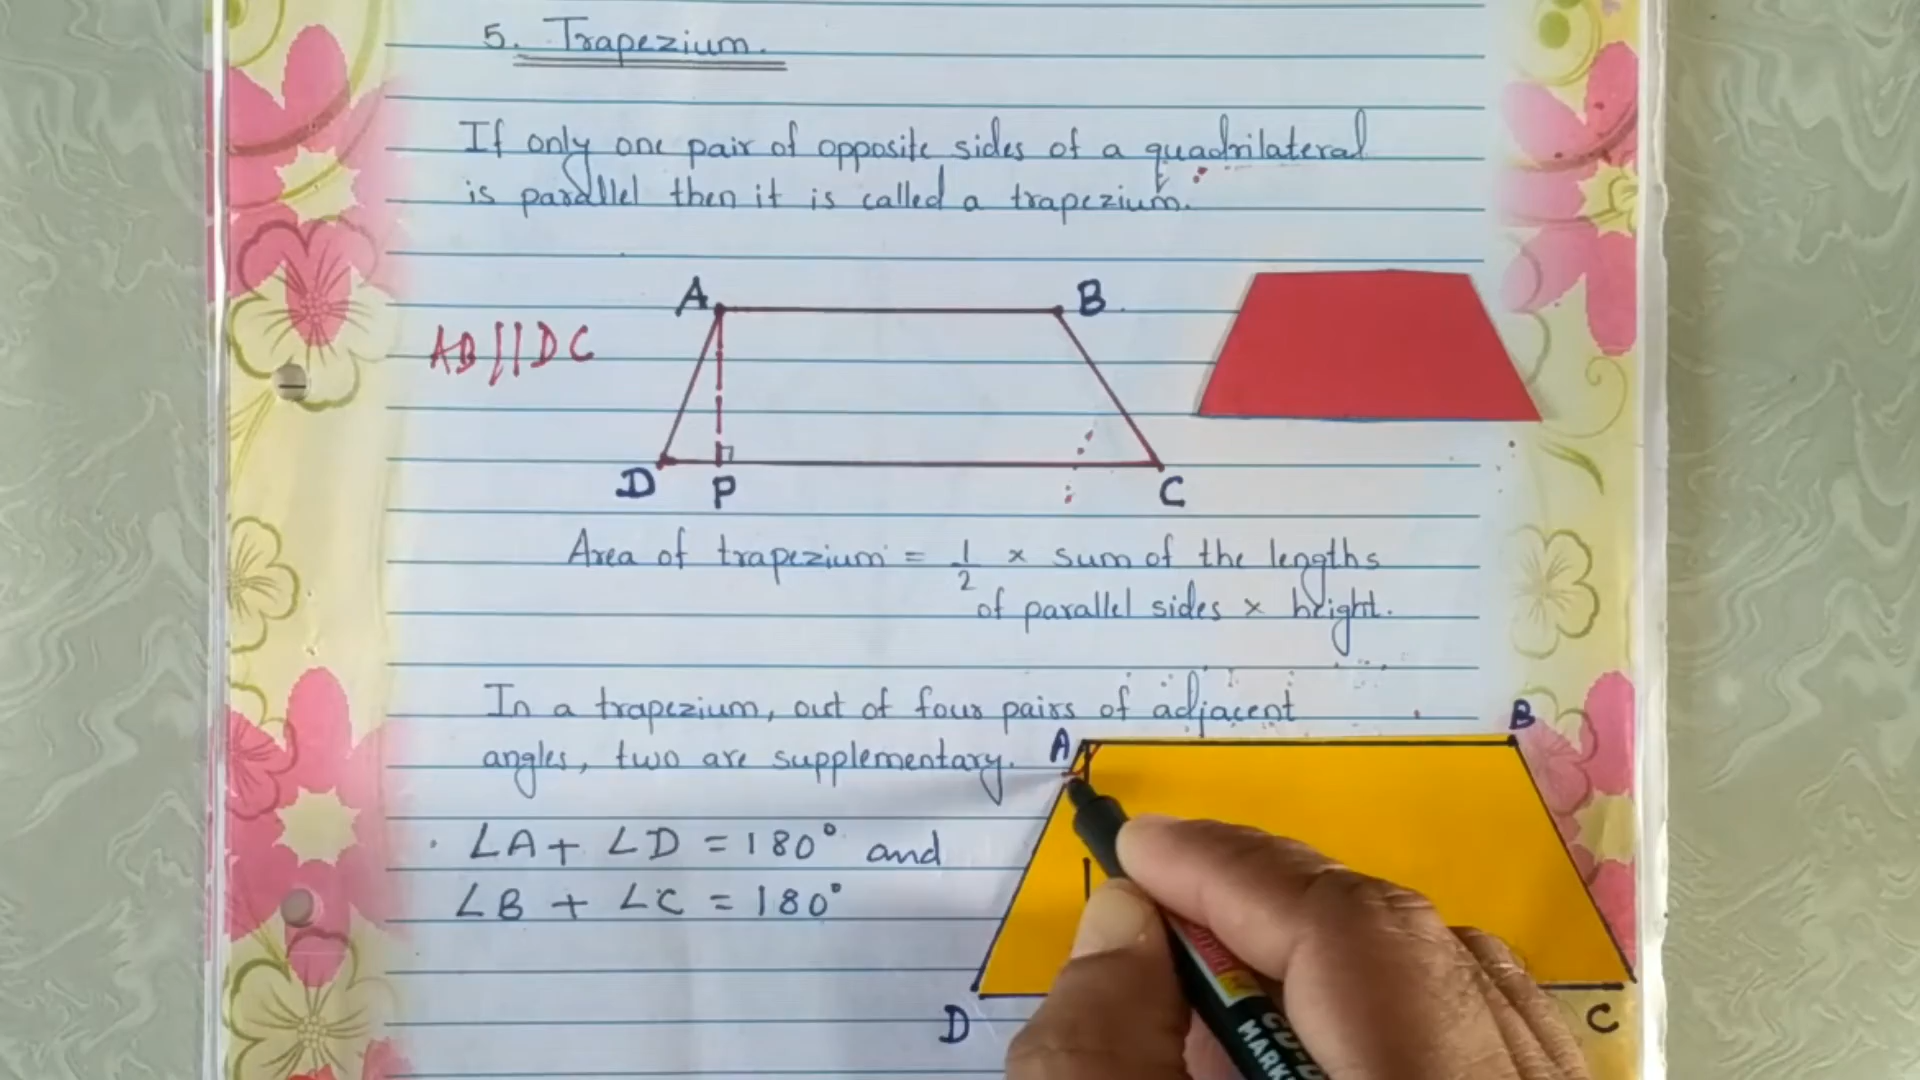 5. Trapezium.
If only one pair of opposite sides of a quadrilateral
is parallel then it is called a trapezium.
A B
AB||DC
D P C
Area of trapezium = 1/2 × sum of the lengths
of parallel sides × height.
In a trapezium, out of four pairs of adjacent
angles, two are supplementary.
A B
∠A + ∠D = 180° and
∠B + ∠C = 180°
D C